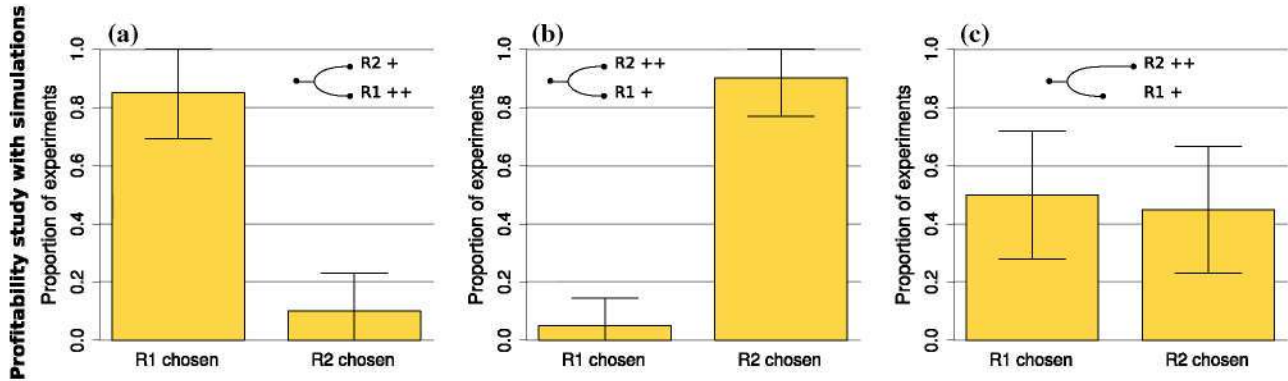 Profitability study with simulations
(a)
Proportion of experiments
0.0 0.2 0.4 0.6 0.8 1.0
R2 +
R1 ++
R1 chosen R2 chosen
(b)
Proportion of experiments
0.0 0.2 0.4 0.6 0.8 1.0
R2 ++
R1 +
R1 chosen R2 chosen
(c)
Proportion of experiments
0.0 0.2 0.4 0.6 0.8 1.0
R2 ++
R1 +
R1 chosen R2 chosen